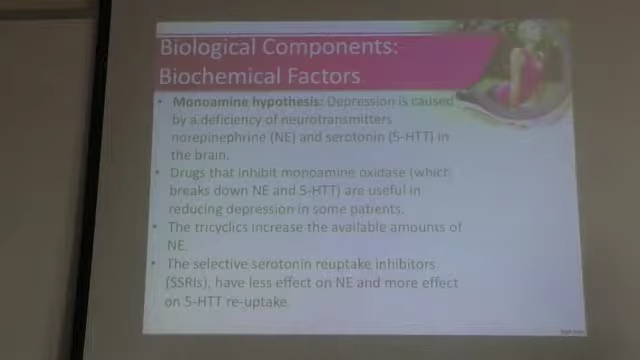 Biological Components:
Biochemical Factors
• Monoamine hypothesis: Depression is caused
by a deficiency of neurotransmitters
norepinephrine (NE) and serotonin (5-HTT) in
the brain.
• Drugs that inhibit monoamine oxidase (which
breaks down NE and 5-HTT) are useful in
reducing depression in some patients.
• The tricyclics increase the available amounts of
NE.
• The selective serotonin reuptake inhibitors
(SSRIs), have less effect on NE and more effect
on 5-HTT re-uptake.